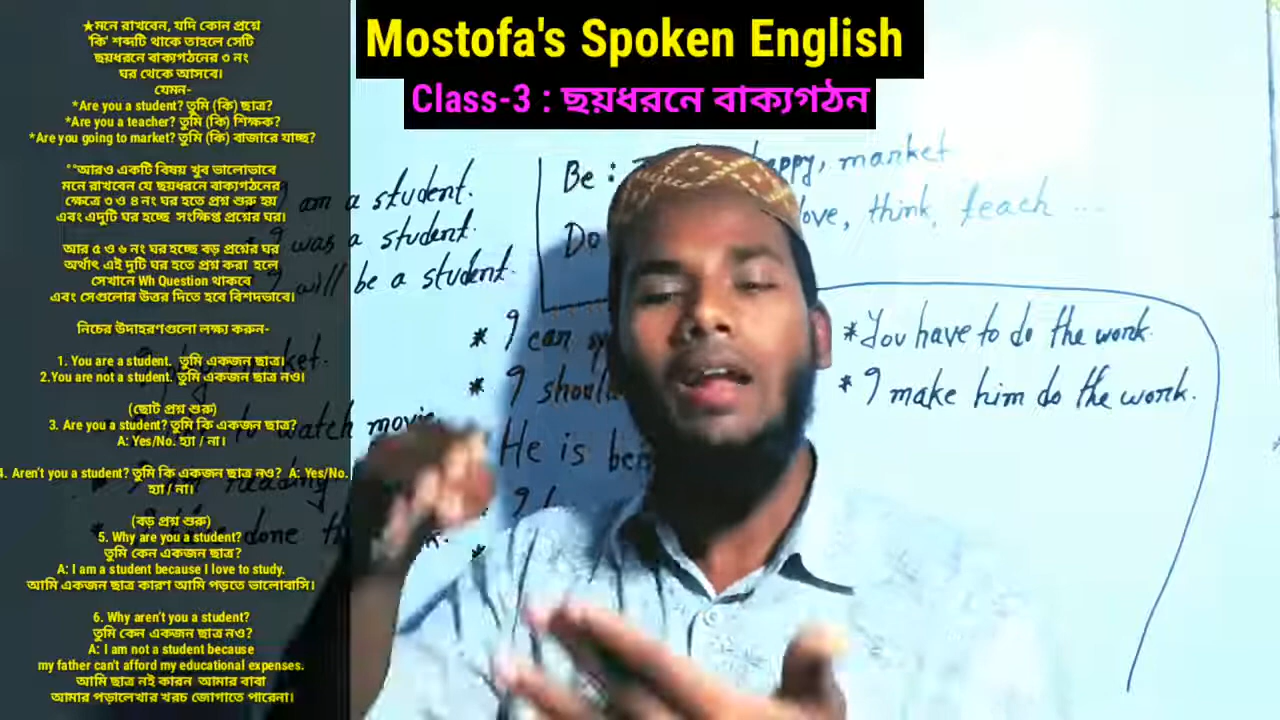 Mostofa's Spoken English
Class-3 : ছয়ধরনে বাক্যগঠন
★মনে রাখবেন, যদি কোন প্রশ্নে
'কি' শব্দটি থাকে তাহলে সেটি
ছয়ধরনে বাক্যগঠনের ৩ নং
ঘর থেকে আসবে।
যেমন-
*Are you a student? তুমি (কি) ছাত্র?
*Are you a teacher? তুমি (কি) শিক্ষক?
*Are you going to market? তুমি (কি) বাজারে যাচ্ছ?
**আরও একটি বিষয় খুব ভালোভাবে
মনে রাখবেন যে ছয়ধরনে বাক্যগঠনের
ক্ষেত্রে ৩ ও ৪ নং ঘর হতে প্রশ্ন শুরু হয়
এবং এদুটি ঘর হচ্ছে সংক্ষিপ্ত প্রশ্নের ঘর।
আর ৫ ও ৬ নং ঘর হচ্ছে বড় প্রশ্নের ঘর
অর্থাৎ এই দুটি ঘর হতে প্রশ্ন করা হলে
সেখানে Wh Question থাকবে
এবং সেগুলোর উত্তর দিতে হবে বিশদভাবে।
নিচের উদাহরণগুলো লক্ষ্য করুন-
1. You are a student. তুমি একজন ছাত্র।
2.You are not a student. তুমি একজন ছাত্র নও।
(ছোট প্রশ্ন শুরু)
3. Are you a student? তুমি কি একজন ছাত্র?
A: Yes/No. হ্যা / না।
4. Aren't you a student? তুমি কি একজন ছাত্র নও? A: Yes/No.
হ্যা / না।
(বড় প্রশ্ন শুরু)
5. Why are you a student?
তুমি কেন একজন ছাত্র?
A: I am a student because I love to study.
আমি একজন ছাত্র কারণ আমি পড়তে ভালোবাসি।
6. Why aren't you a student?
তুমি কেন একজন ছাত্র নও?
A: I am not a student because
my father can't afford my educational expenses.
আমি ছাত্র নই কারন আমার বাবা
আমার পড়ালেখার খরচ জোগাতে পারেনা।
I am a student.
I was a student.
I will be a student.
market.
to watch movie
reading
done
Be : happy, market
Do love, think, teach ...
* I can
* I should
He is
* You have to do the work.
* I make him do the work.